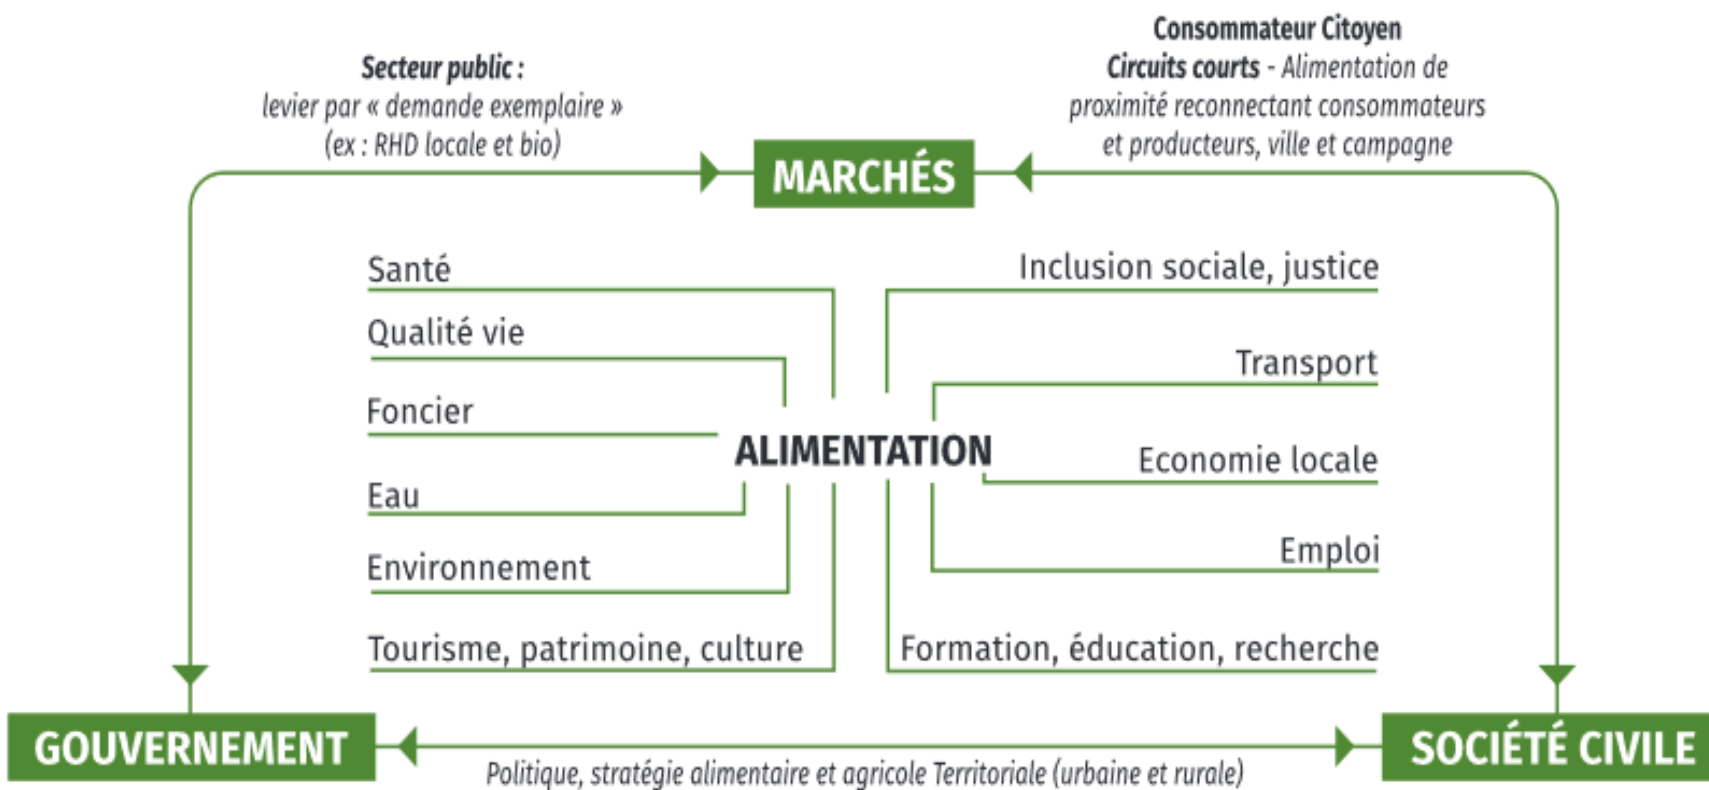 Secteur public :
levier par « demande exemplaire »
(ex : RHD locale et bio)
Consommateur Citoyen
Circuits courts - Alimentation de
proximité reconnectant consommateurs
et producteurs, ville et campagne
MARCHÉS
Santé
Qualité vie
Foncier
Eau
Environnement
Tourisme, patrimoine, culture
ALIMENTATION
Inclusion sociale, justice
Transport
Economie locale
Emploi
Formation, éducation, recherche
GOUVERNEMENT
Politique, stratégie alimentaire et agricole Territoriale (urbaine et rurale)
SOCIÉTÉ CIVILE